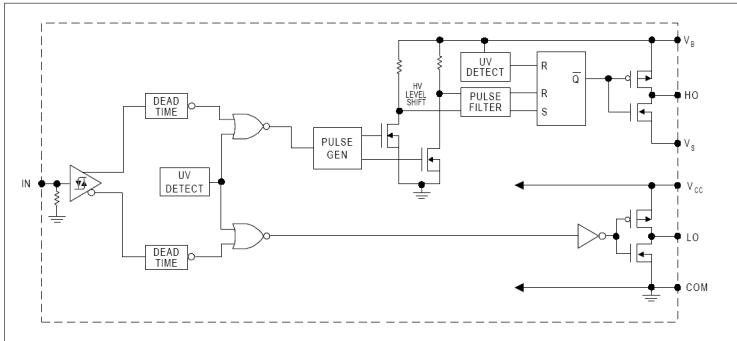 V_B
UV
DETECT
R
Q̅
HV
LEVEL
SHIFT
DEAD
TIME
PULSE
FILTER
R
S
HO
PULSE
GEN
V_S
IN
UV
DETECT
V_CC
DEAD
TIME
LO
COM